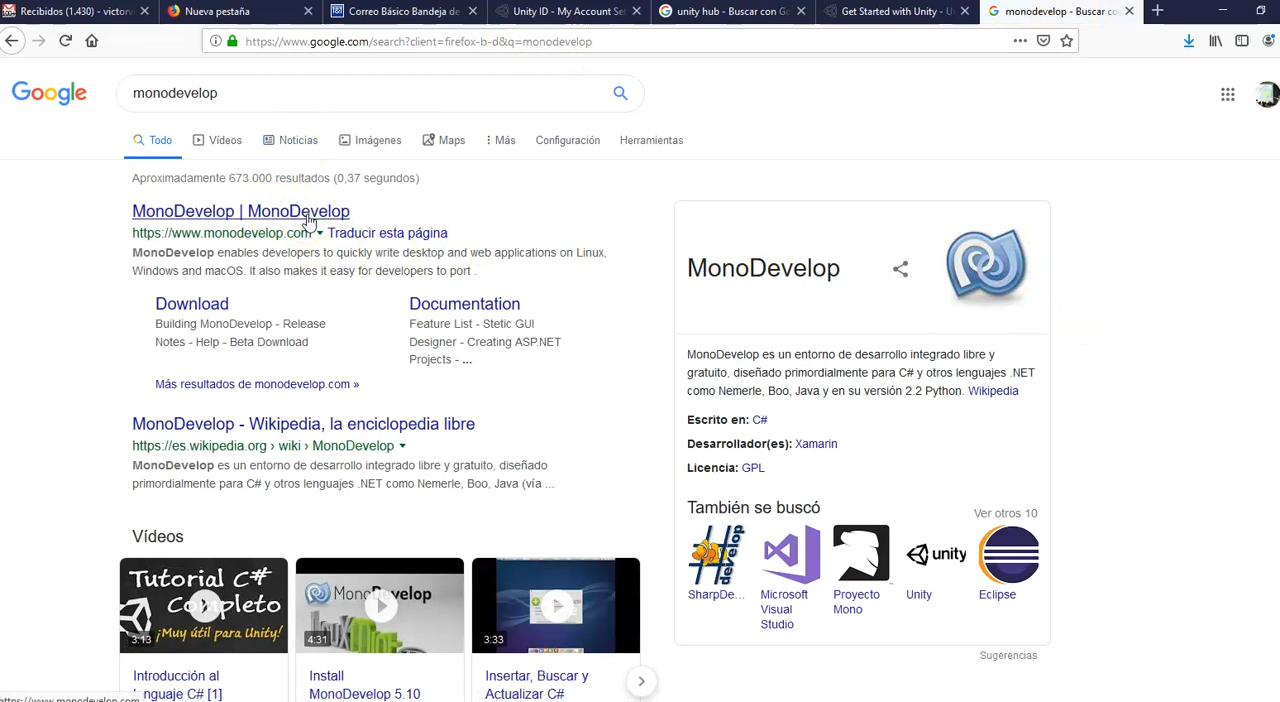 Recibidos (1.430) - victorv
Nueva pestaña
Correo Básico Bandeja de
Unity ID - My Account Se
unity hub - Buscar con Go
Get Started with Unity - U
monodevelop - Buscar co
https://www.google.com/search?client=firefox-b-d&q=monodevelop
Google
monodevelop
Todo
Vídeos
Noticias
Imágenes
Maps
Más
Configuración
Herramientas
Aproximadamente 673.000 resultados (0,37 segundos)
MonoDevelop | MonoDevelop
https://www.monodevelop.com Traducir esta página
MonoDevelop enables developers to quickly write desktop and web applications on Linux,
Windows and macOS. It also makes it easy for developers to port .
Download
Building MonoDevelop - Release
Notes - Help - Beta Download
Documentation
Feature List - Stetic GUI
Designer - Creating ASP.NET
Projects - ...
Más resultados de monodevelop.com »
MonoDevelop - Wikipedia, la enciclopedia libre
https://es.wikipedia.org › wiki › MonoDevelop
MonoDevelop es un entorno de desarrollo integrado libre y gratuito, diseñado
primordialmente para C# y otros lenguajes .NET como Nemerle, Boo, Java (vía ...
Vídeos
Tutorial C#
Completo
¡Muy útil para Unity!
3:13
MonoDevelop
4:31
3:33
Introducción al
lenguaje C# [1]
Install
MonoDevelop 5.10
Insertar, Buscar y
Actualizar C#
MonoDevelop
MonoDevelop es un entorno de desarrollo integrado libre y
gratuito, diseñado primordialmente para C# y otros lenguajes .NET
como Nemerle, Boo, Java y en su versión 2.2 Python. Wikipedia
Escrito en: C#
Desarrollador(es): Xamarin
Licencia: GPL
También se buscó
Ver otros 10
develop
unity
SharpDe...
Microsoft
Visual
Studio
Proyecto
Mono
Unity
Eclipse
Sugerencias
https://www.monodevelop.com